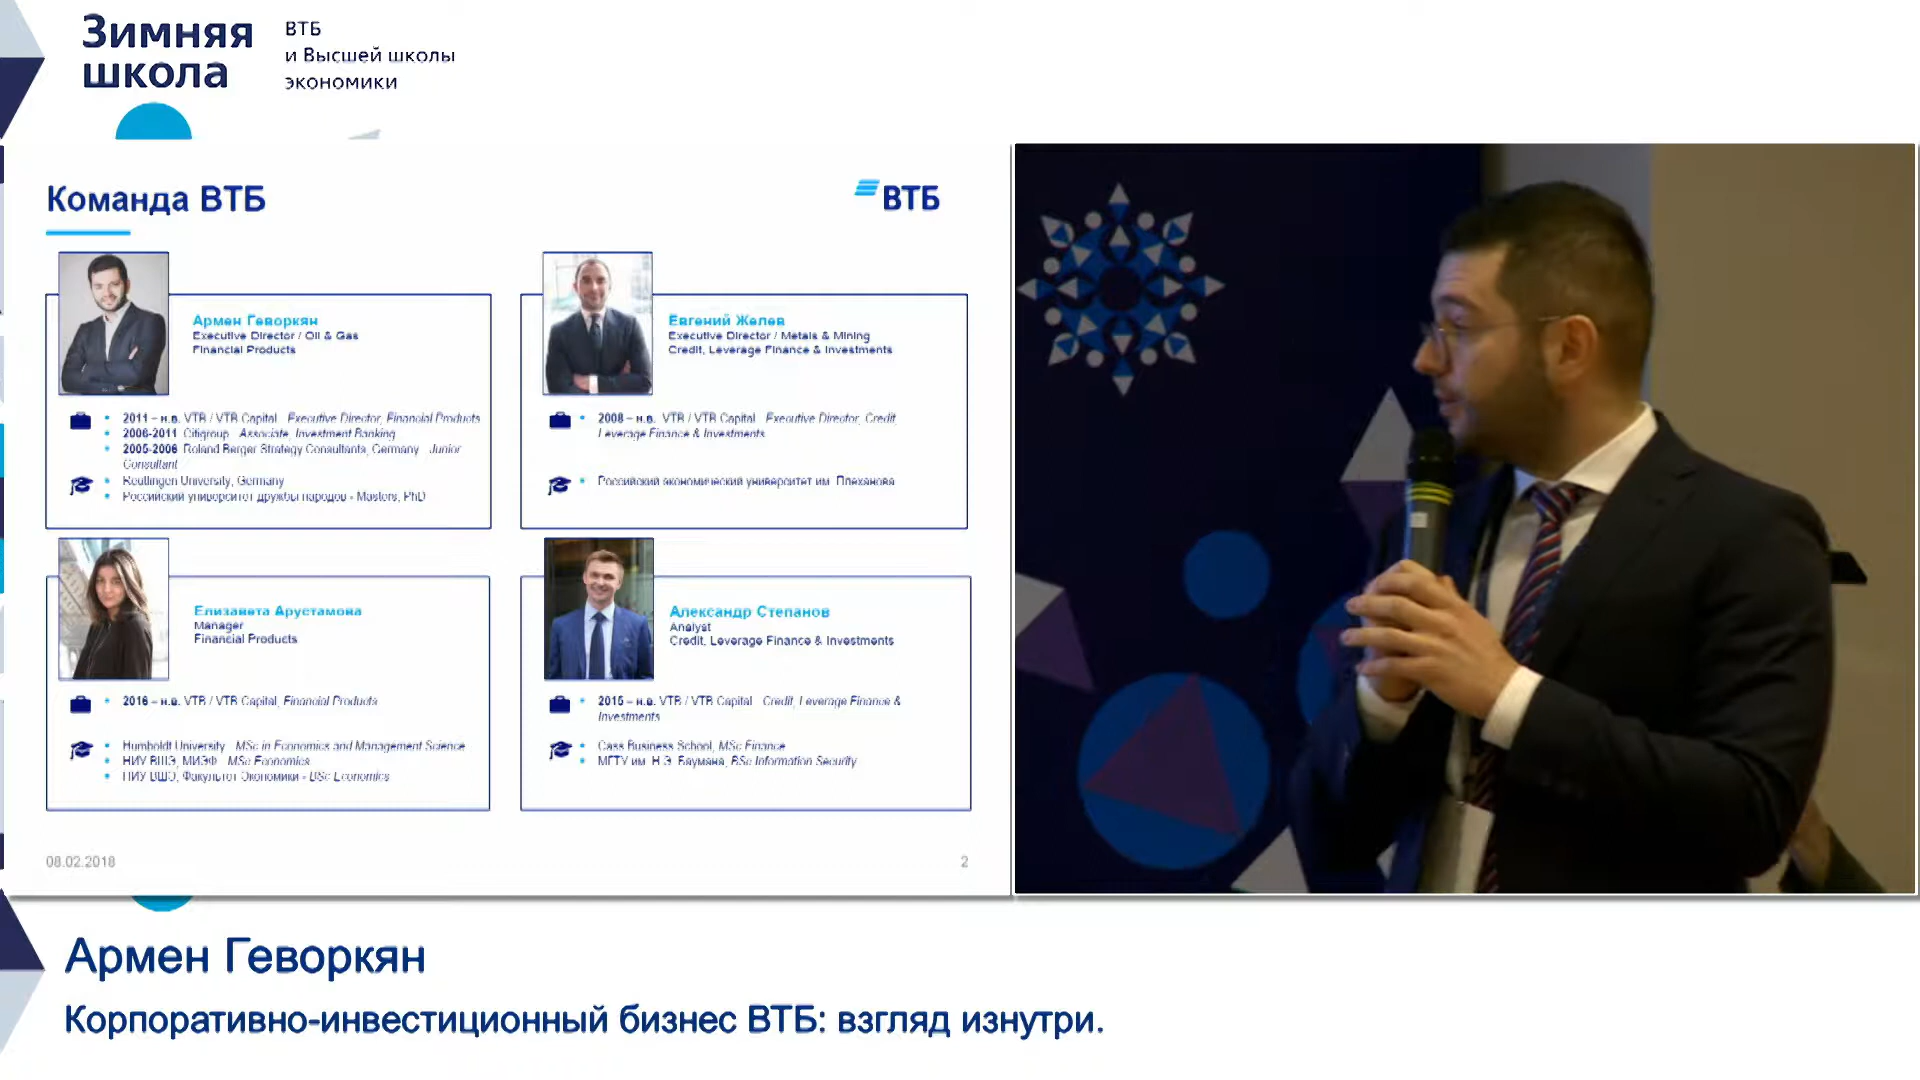 Зимняя
школа
ВТБ
и Высшей школы
экономики
Команда ВТБ
ВТБ
Армен Геворкян
Executive Director / Oil & Gas
Financial Products
2011 – н.в. VTB / VTB Capital Executive Director, Financial Products
2006-2011 Citigroup Associate, Investment Banking
2005-2006 Roland Berger Strategy Consultants, Germany Junior
Consultant
Reutlingen University, Germany
Российский университет дружбы народов - Masters, PhD
Евгений Желев
Executive Director / Metals & Mining
Credit, Leverage Finance & Investments
2008 – н.в. VTB / VTB Capital Executive Director, Credit
Leverage Finance & Investments
Российский экономический университет им. Плеханова
Елизавета Арустамова
Manager
Financial Products
2016 – н.в. VTB / VTB Capital, Financial Products
Humboldt University MSc in Economics and Management Science
НИУ ВШЭ, МИЭФ MSc Economics
НИУ ВШЭ, Факультет Экономики - BSc Economics
Александр Степанов
Analyst
Credit, Leverage Finance & Investments
2015 – н.в. VTB / VTB Capital Credit, Leverage Finance &
Investments
Cass Business School, MSc Finance
МГТУ им. Н.Э. Баумана, BSc Information Security
08.02.2018
2
Армен Геворкян
Корпоративно-инвестиционный бизнес ВТБ: взгляд изнутри.